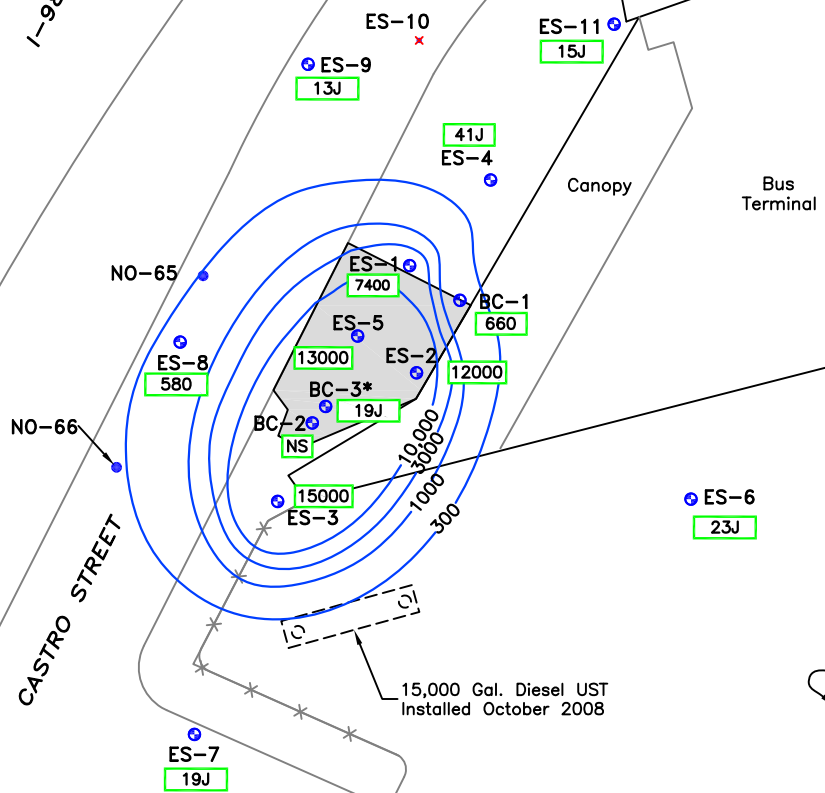 I-98
ES-10
ES-11
15J
ES-9
13J
41J
ES-4
Canopy
Bus
Terminal
NO-65
ES-1
7400
BC-1
660
ES-5
13000
ES-2
12000
ES-8
580
BC-3*
19J
BC-2
NS
NO-66
10,000
3000
1000
300
15000
ES-3
ES-6
23J
CASTRO STREET
15,000 Gal. Diesel UST
Installed October 2008
ES-7
19J